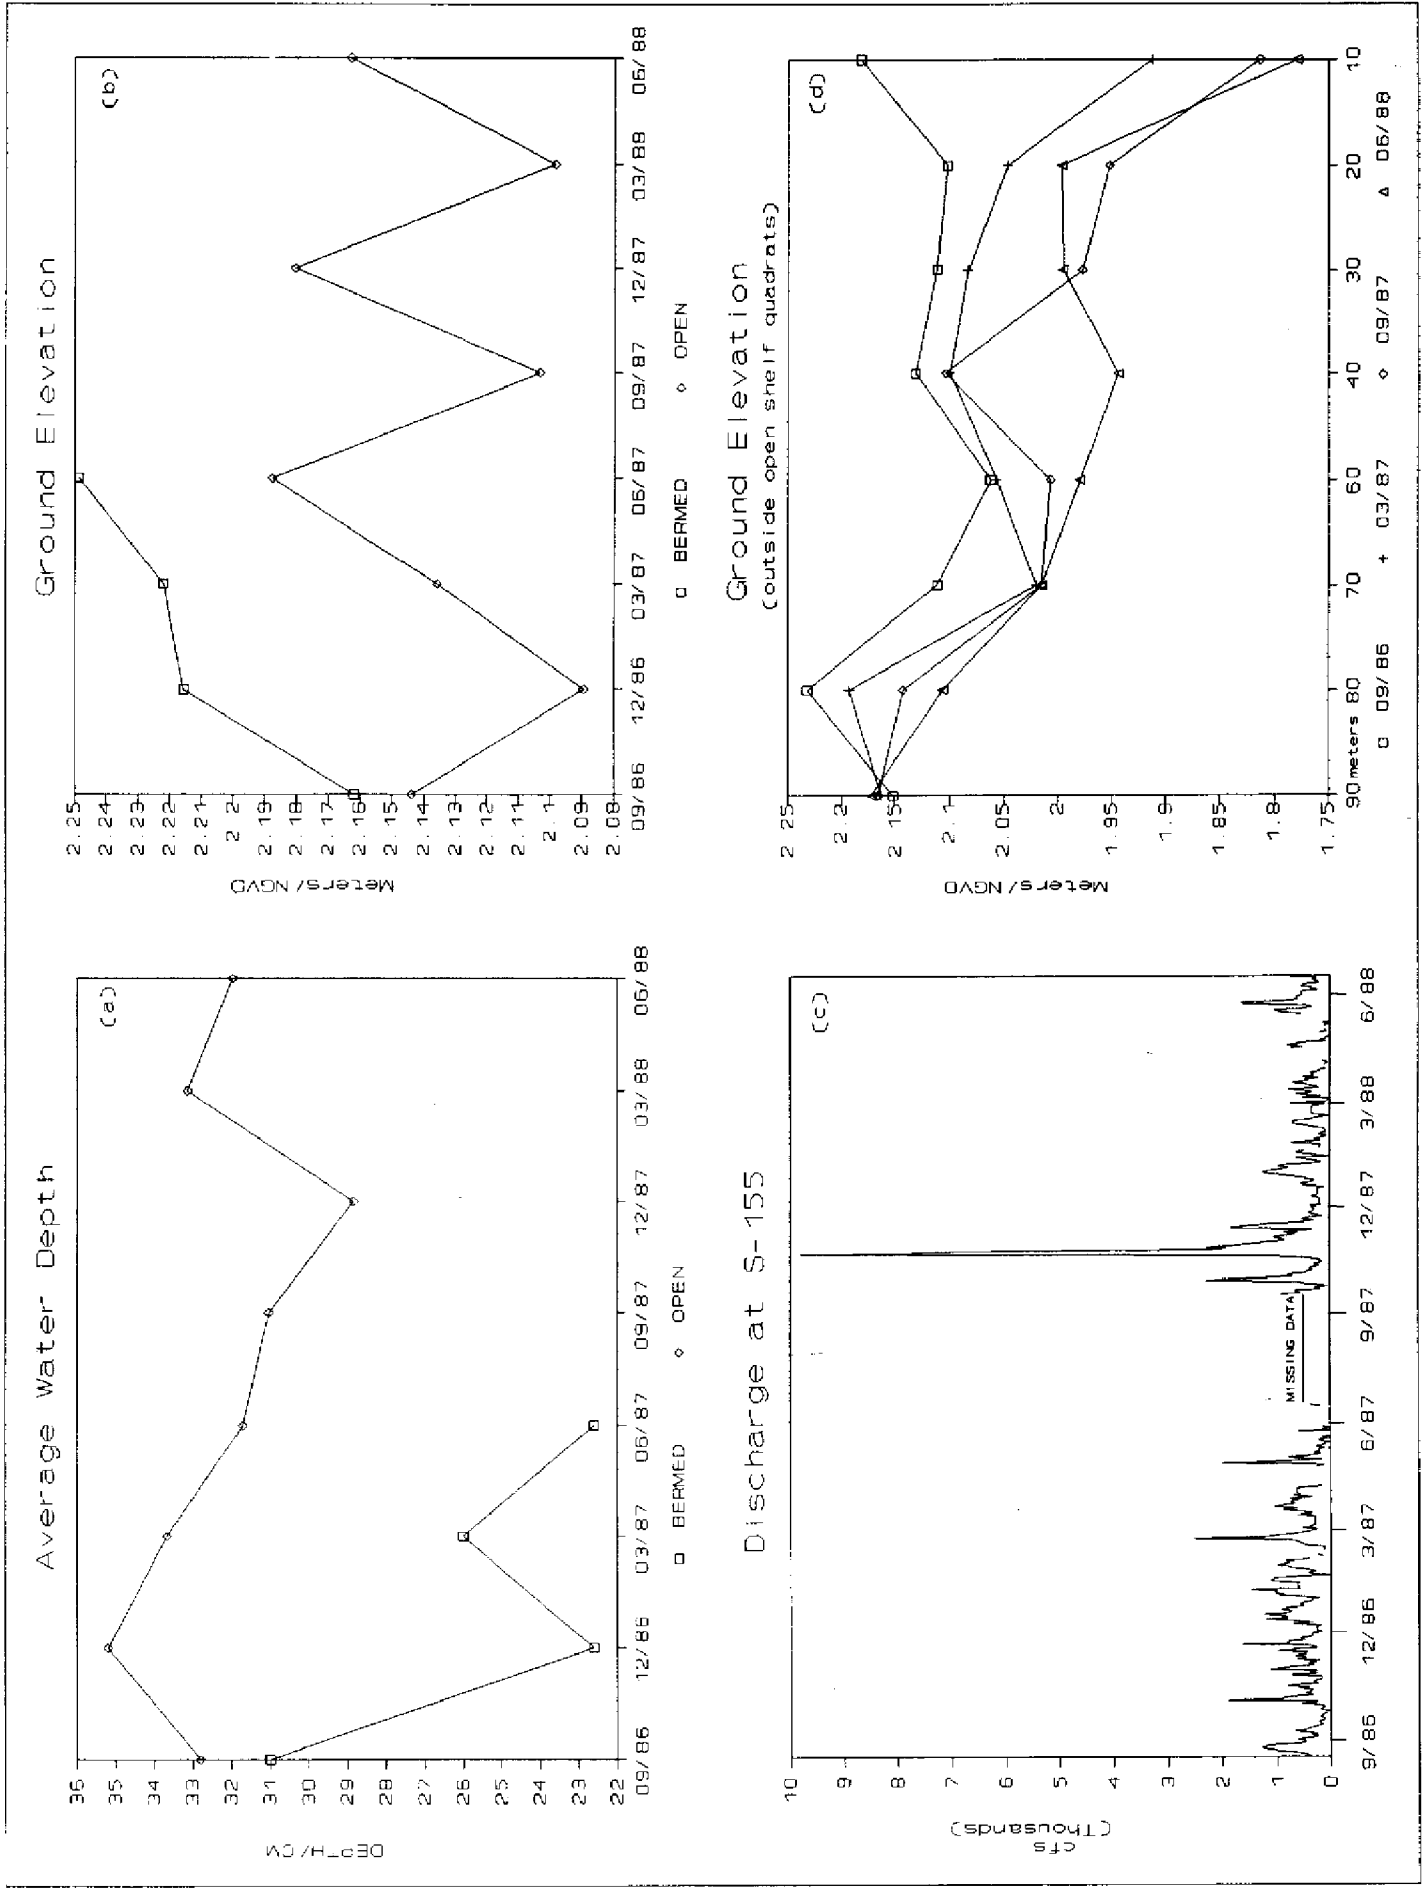 Average Water Depth
(a)
DEPTH/CM
36
35
34
33
32
31
30
29
28
27
26
25
24
23
22
09/86 12/86 03/87 06/87 09/87 12/87 03/88 06/88
□ BERMED ◇ OPEN
Ground Elevation
(b)
Meters/NGVD
2.25
2.24
2.23
2.22
2.21
2.2
2.19
2.18
2.17
2.16
2.15
2.14
2.13
2.12
2.11
2.1
2.09
2.08
09/86 12/86 03/87 06/87 09/87 12/87 03/88 06/88
□ BERMED ◇ OPEN
Discharge at S-155
(c)
cfs
(Thousands)
10
9
8
7
6
5
4
3
2
1
0
MISSING DATA
9/86 12/86 3/87 6/87 9/87 12/87 3/88 6/88
Ground Elevation
(outside open shelf quadrats)
(d)
Meters/NGVD
2.25
2.2
2.15
2.1
2.05
2
1.95
1.9
1.85
1.8
1.75
90 meters 80 70 60 40 30 20 10
□ 09/86 + 03/87 ◇ 09/87 △ 06/88